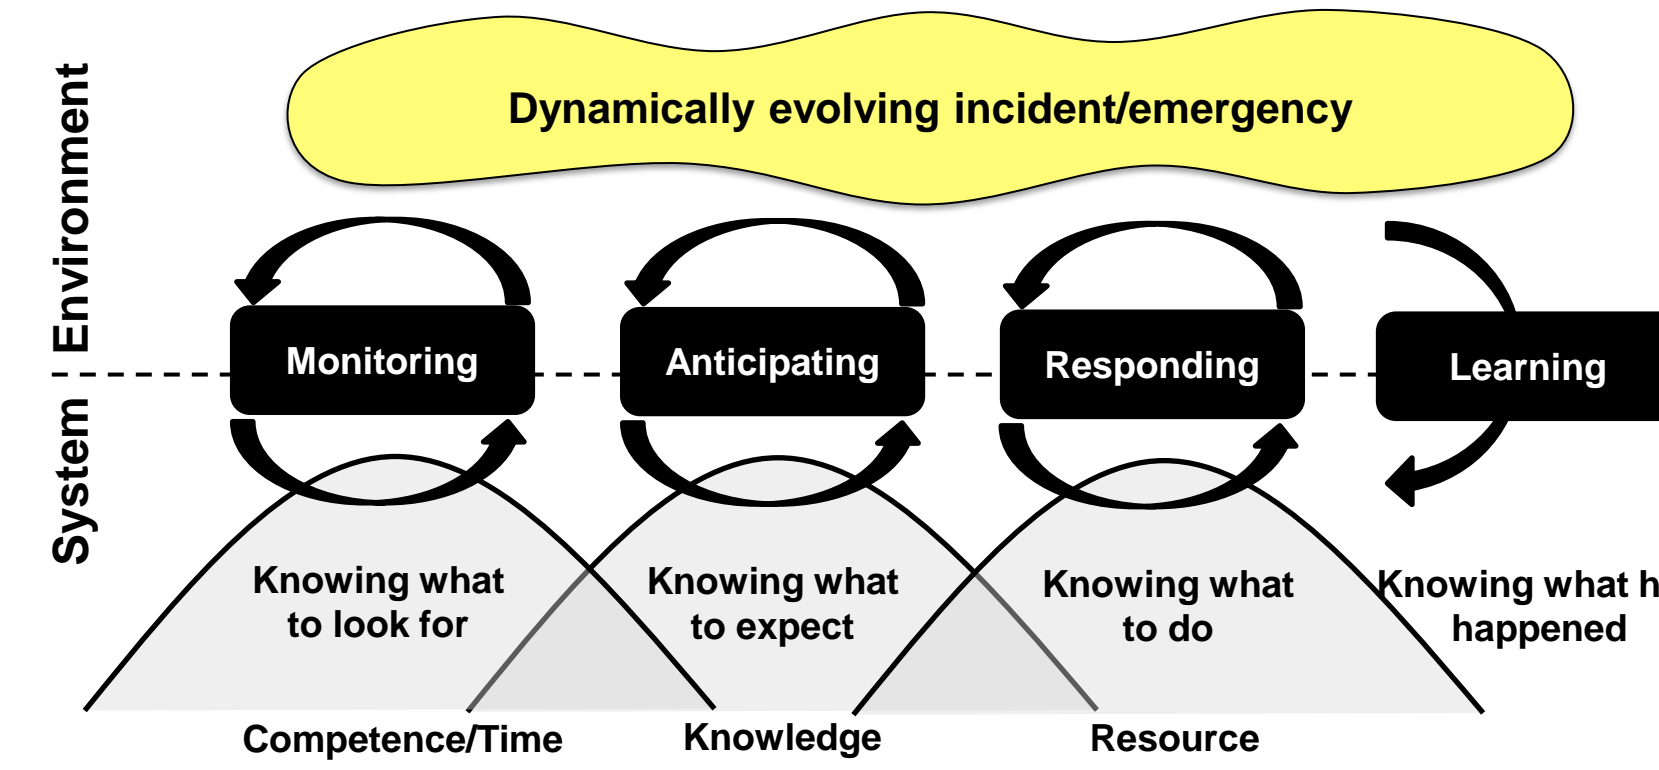 Dynamically evolving incident/emergency
Environment
System
Monitoring
Anticipating
Responding
Learning
Knowing what
to look for
Knowing what
to expect
Knowing what
to do
Knowing what h
happened
Competence/Time
Knowledge
Resource